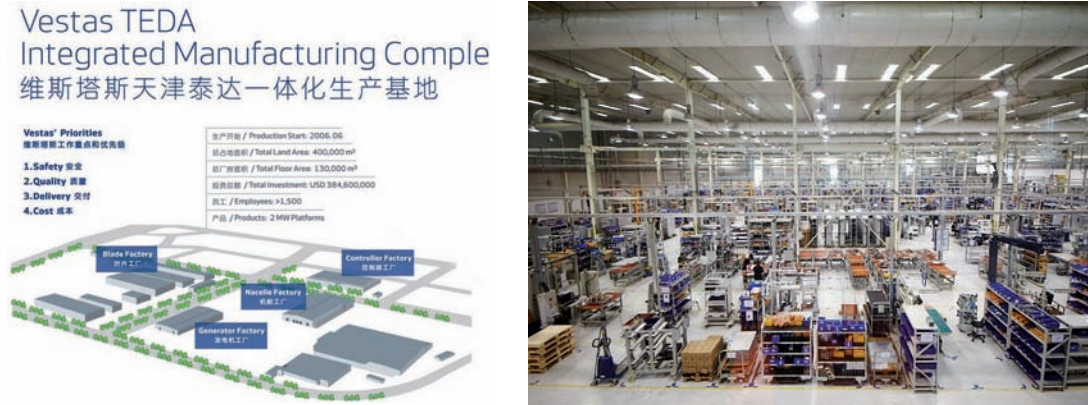 Vestas TEDA
Integrated Manufacturing Comple
维斯塔斯天津泰达一体化生产基地
Vestas' Priorities
维斯塔斯工作重点和优先级
1.Safety 安全
2.Quality 质量
3.Delivery 交付
4.Cost 成本
生产开始 / Production Start: 2006.06
总占地面积 / Total Land Area: 400,000 m²
总厂房面积 / Total Floor Area: 130,000 m²
投资总额 / Total Investment: USD 384,600,000
员工 / Employees: >1,500
产品 / Products: 2 MW Platforms
Blade Factory
叶片工厂
Controller Factory
控制器工厂
Nacelle Factory
机舱工厂
Generator Factory
发电机工厂